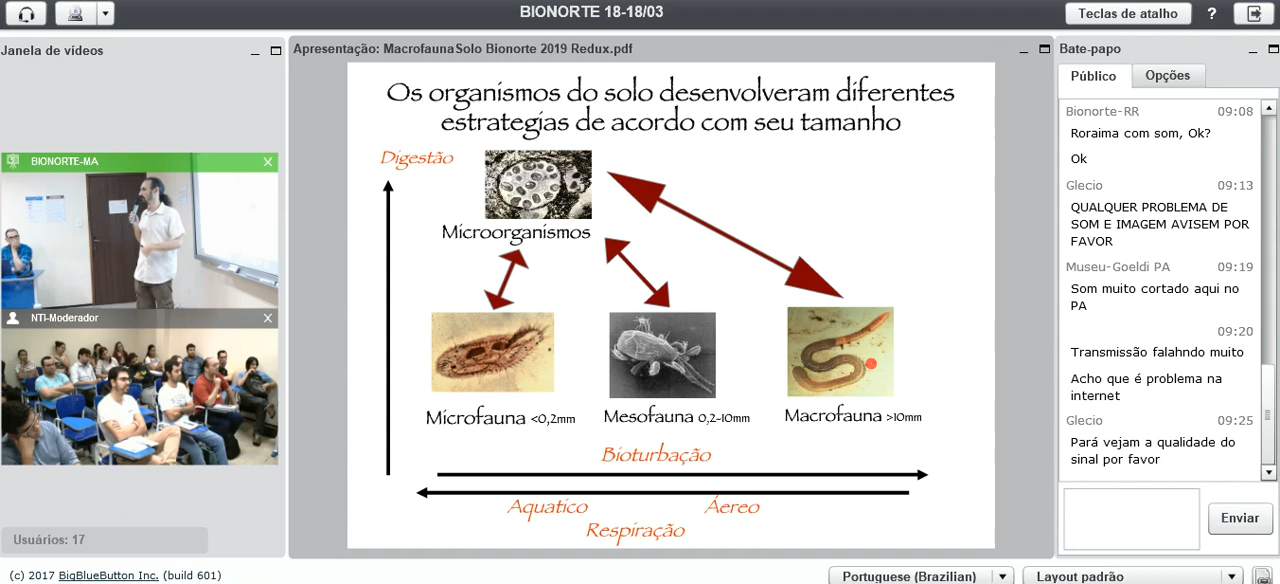 BIONORTE 18-18/03
Teclas de atalho
?
Janela de vídeos
BIONORTE-MA
NTI-Moderador
Usuários: 17
Apresentação: MacrofaunaSolo Bionorte 2019 Redux.pdf
Os organismos do solo desenvolveram diferentes
estrategias de acordo com seu tamanho
Digestão
Microorganismos
Microfauna <0,2mm
Mesofauna 0,2-10mm
Macrofauna >10mm
Bioturbação
Aquatico
Áereo
Respiração
Bate-papo
Público
Opções
Bionorte-RR 09:08
Roraima com som, Ok?
Ok
Glecio 09:13
QUALQUER PROBLEMA DE
SOM E IMAGEM AVISEM POR
FAVOR
Museu-Goeldi PA 09:19
Som muito cortado aqui no
PA
09:20
Transmissão falahndo muito
Acho que é problema na
internet
Glecio 09:25
Pará vejam a qualidade do
sinal por favor
Enviar
(c) 2017 BigBlueButton Inc. (build 601)
Portuguese (Brazilian)
Layout padrão